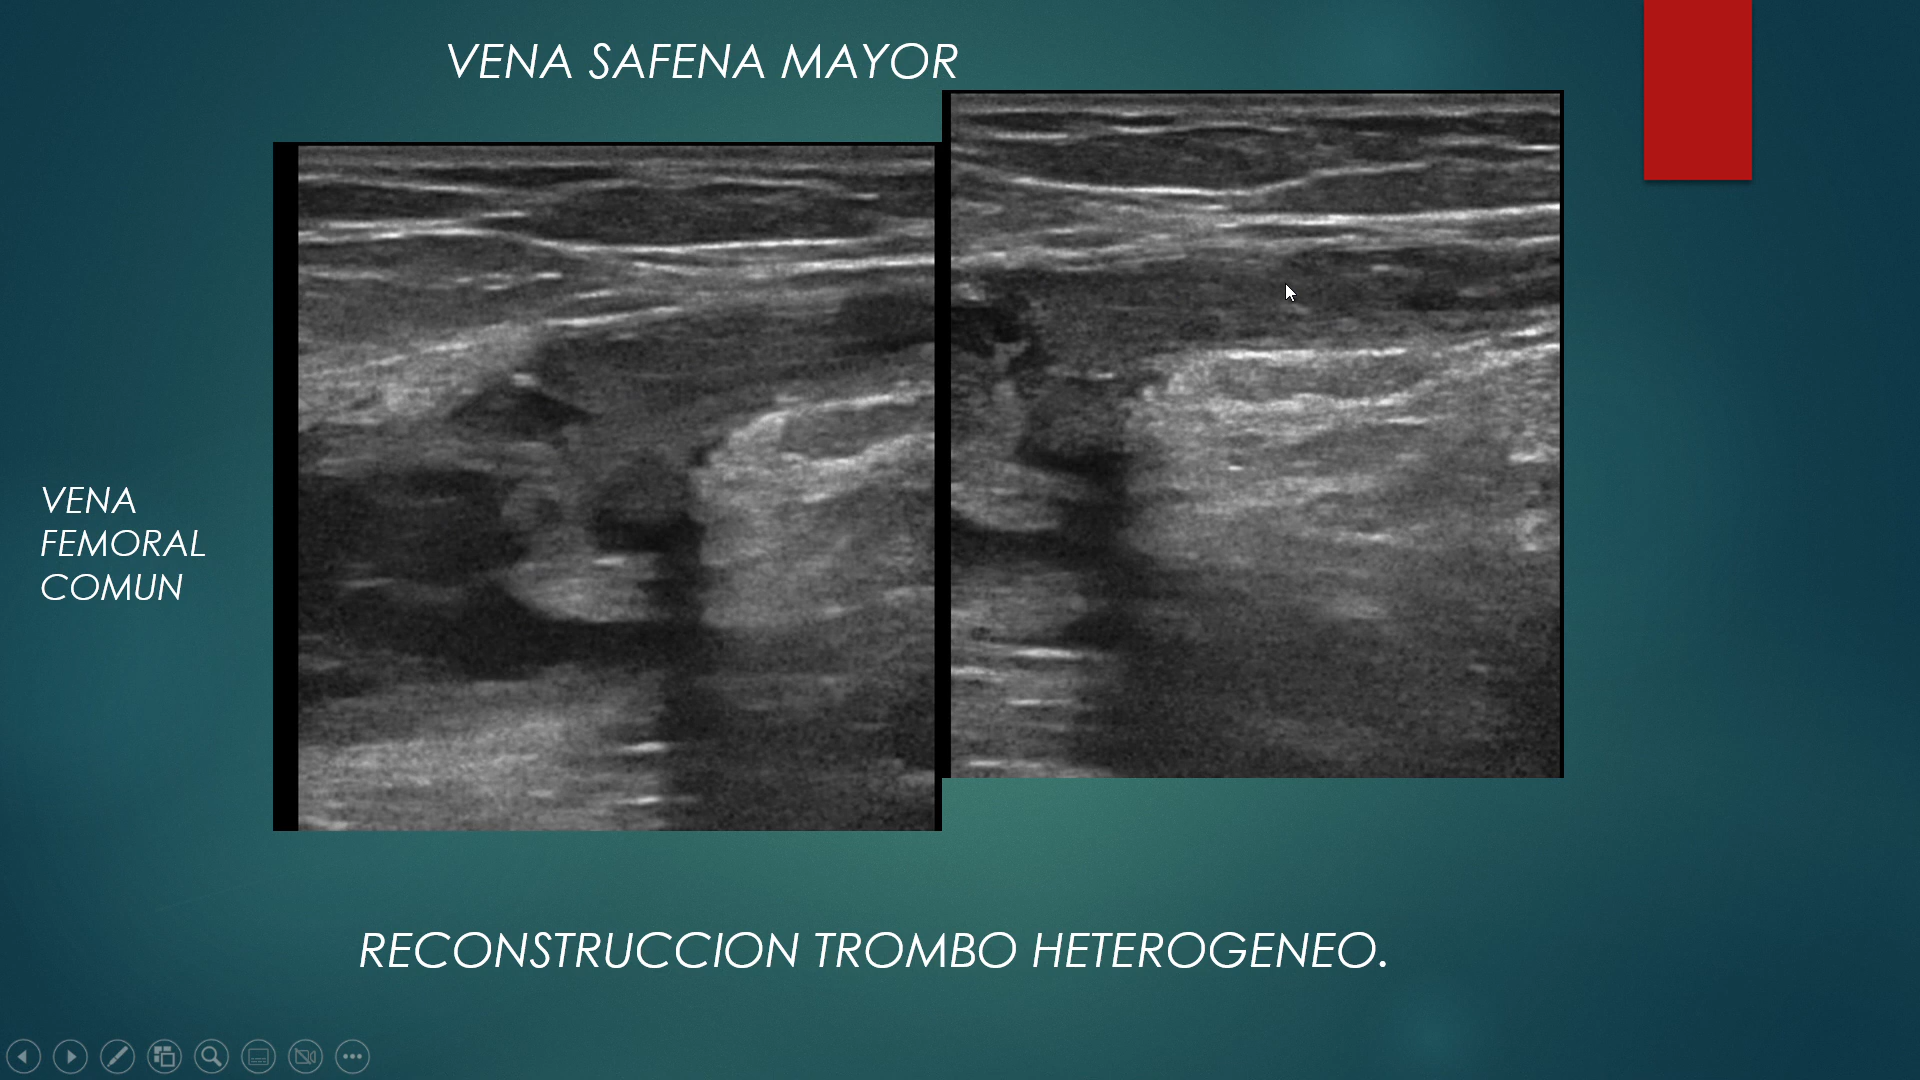 VENA SAFENA MAYOR
VENA
FEMORAL
COMUN
RECONSTRUCCION TROMBO HETEROGENEO.